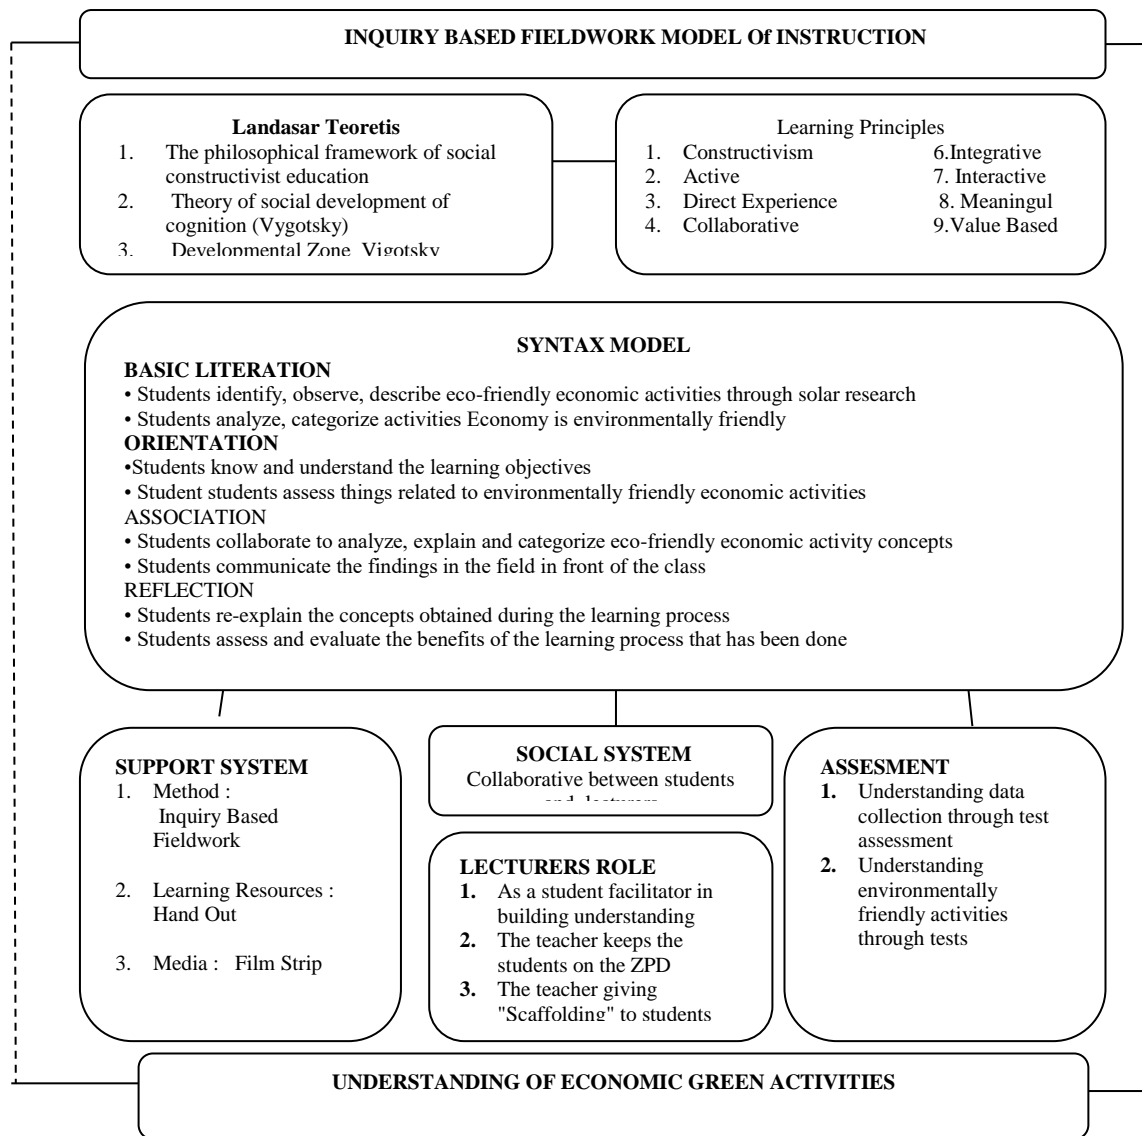 INQUIRY BASED FIELDWORK MODEL Of INSTRUCTION
Landasar Teoretis
1. The philosophical framework of social
constructivist education
2. Theory of social development of
cognition (Vygotsky)
3. Developmental Zone Vigotsky
Learning Principles
1. Constructivism 6.Integrative
2. Active 7. Interactive
3. Direct Experience 8. Meaningul
4. Collaborative 9.Value Based
SYNTAX MODEL
BASIC LITERATION
• Students identify, observe, describe eco-friendly economic activities through solar research
• Students analyze, categorize activities Economy is environmentally friendly
ORIENTATION
•Students know and understand the learning objectives
• Student students assess things related to environmentally friendly economic activities
ASSOCIATION
• Students collaborate to analyze, explain and categorize eco-friendly economic activity concepts
• Students communicate the findings in the field in front of the class
REFLECTION
• Students re-explain the concepts obtained during the learning process
• Students assess and evaluate the benefits of the learning process that has been done
SUPPORT SYSTEM
1. Method :
Inquiry Based
Fieldwork
2. Learning Resources :
Hand Out
3. Media : Film Strip
SOCIAL SYSTEM
Collaborative between students
LECTURERS ROLE
1. As a student facilitator in
building understanding
2. The teacher keeps the
students on the ZPD
3. The teacher giving
"Scaffolding" to students
ASSESMENT
1. Understanding data
collection through test
assessment
2. Understanding
environmentally
friendly activities
through tests
UNDERSTANDING OF ECONOMIC GREEN ACTIVITIES